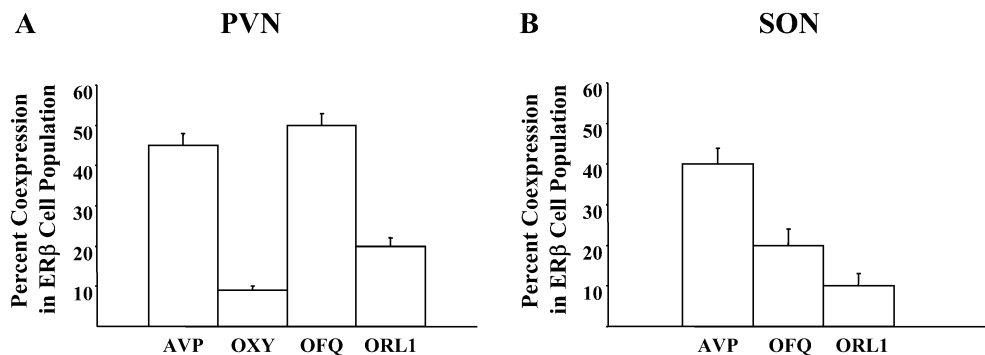 A
PVN
Percent Coexpression
in ERβ Cell Population
60
50
40
30
20
10
AVP
OXY
OFQ
ORL1
B
SON
Percent Coexpression
in ERβ Cell Population
60
50
40
30
20
10
AVP
OFQ
ORL1